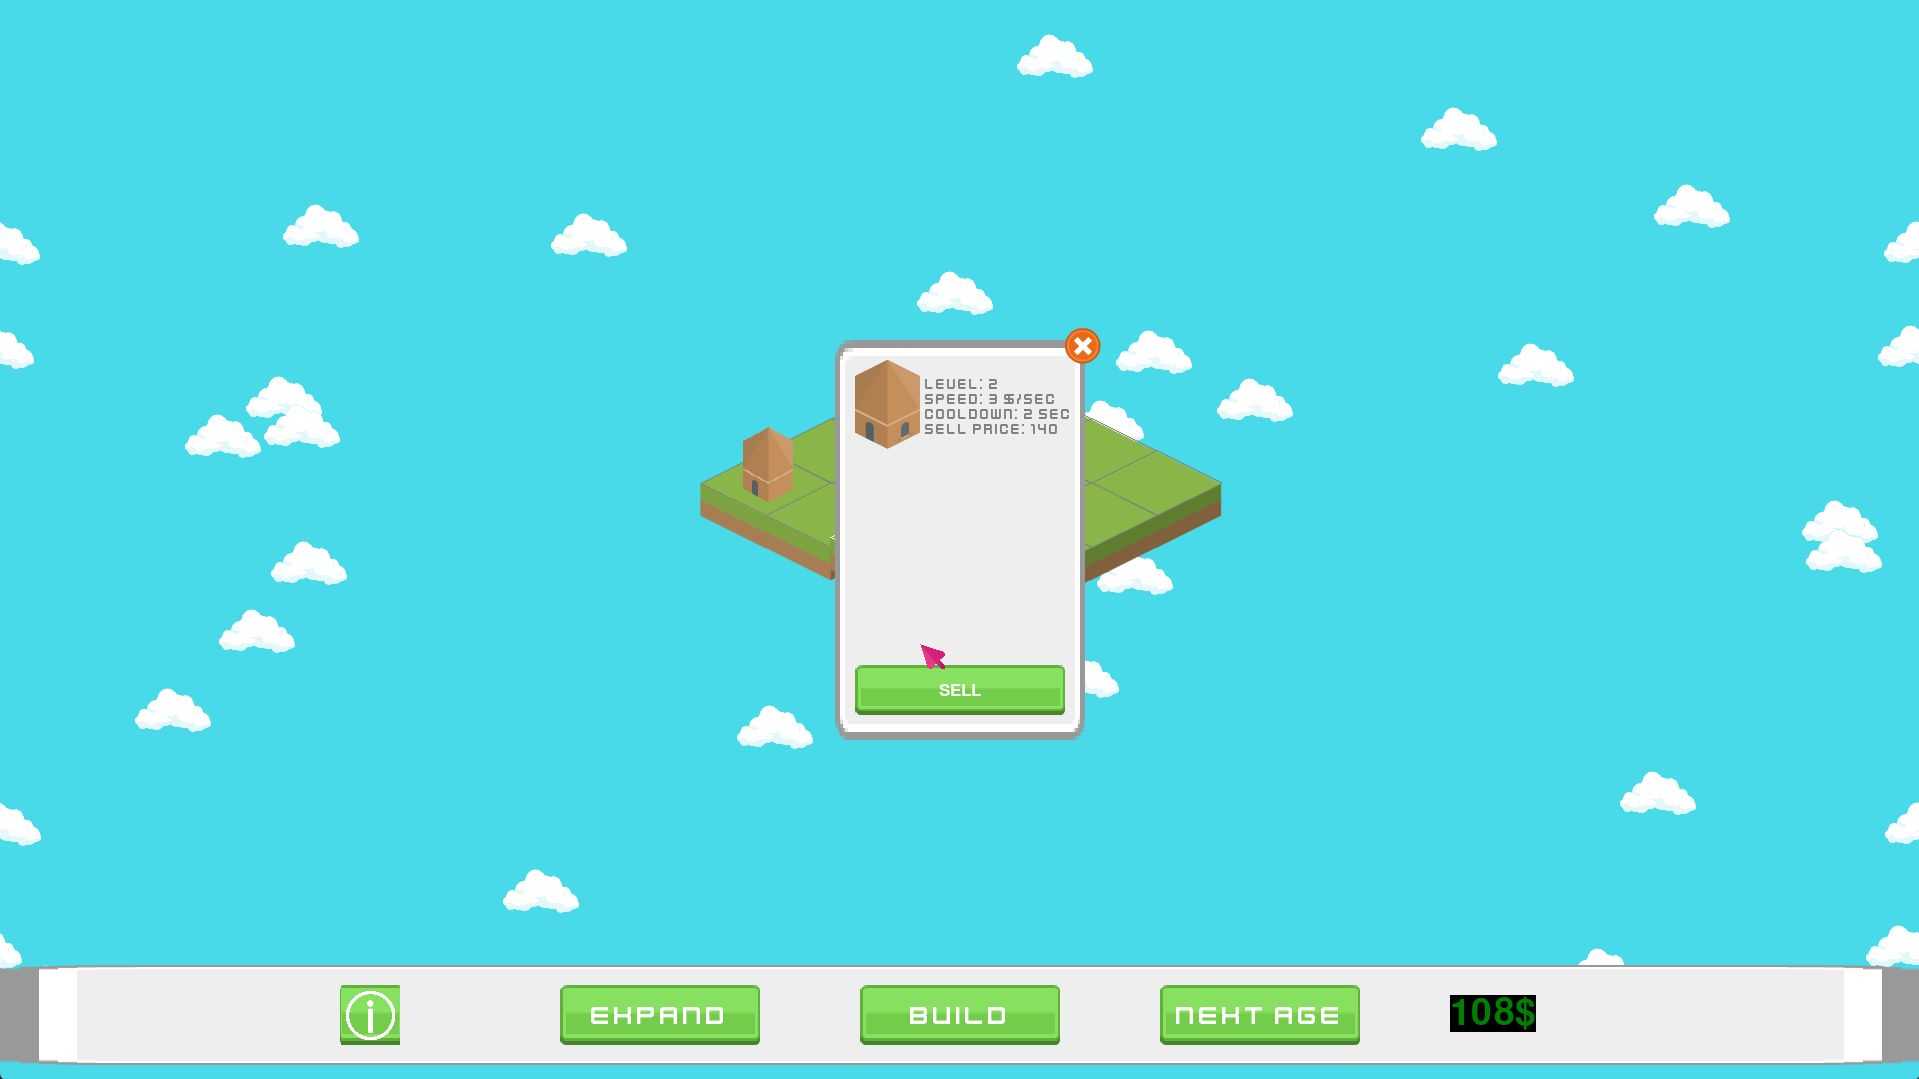 LEVEL: 2
SPEED: 3 $/SEC
COOLDOWN: 2 SEC
SELL PRICE: 140
SELL
i
EXPAND
BUILD
NEXT AGE
108$